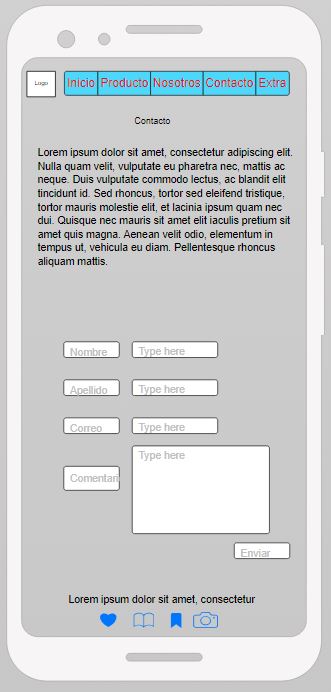 Logo Inicio Producto Nosotros Contacto Extra
Contacto
Lorem ipsum dolor sit amet, consectetur adipiscing elit.
Nulla quam velit, vulputate eu pharetra nec, mattis ac
neque. Duis vulputate commodo lectus, ac blandit elit
tincidunt id. Sed rhoncus, tortor sed eleifend tristique,
tortor mauris molestie elit, et lacinia ipsum quam nec
dui. Quisque nec mauris sit amet elit iaculis pretium sit
amet quis magna. Aenean velit odio, elementum in
tempus ut, vehicula eu diam. Pellentesque rhoncus
aliquam mattis.
Nombre Type here
Apellido Type here
Correo Type here
Type here
Comentari
Enviar
Lorem ipsum dolor sit amet, consectetur